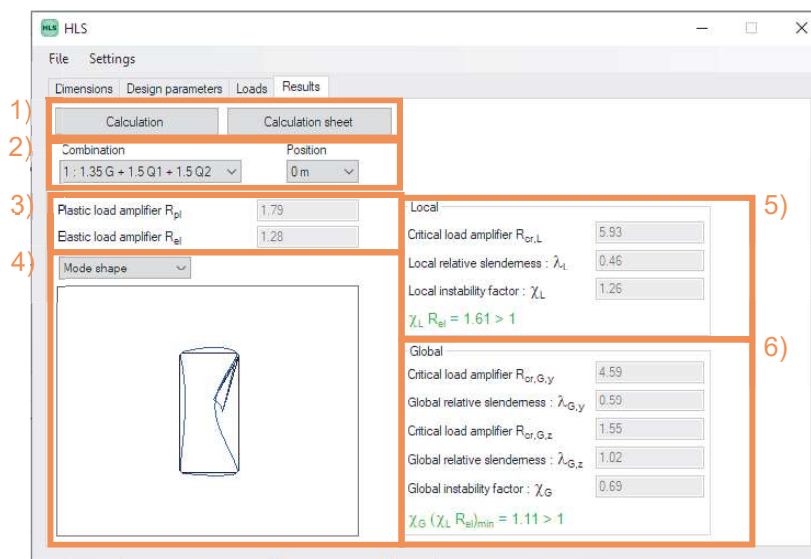 HLS HLS
File Settings
Dimensions Design parameters Loads Results
1)
Calculation Calculation sheet
2)
Combination Position
1 : 1.35 G + 1.5 Q1 + 1.5 Q2 0 m
3)
Plastic load amplifier Rpl 1.79
Elastic load amplifier Rel 1.28
4)
Mode shape
5)
Local
Critical load amplifier Rcr,L 5.93
Local relative slenderness : λL 0.46
Local instability factor : χL 1.26
χL Rel = 1.61 > 1
6)
Global
Critical load amplifier Rcr,G,y 4.59
Global relative slenderness : λG,y 0.59
Critical load amplifier Rcr,G,z 1.55
Global relative slenderness : λG,z 1.02
Global instability factor : χG 0.69
χG (χL Rel)min = 1.11 > 1